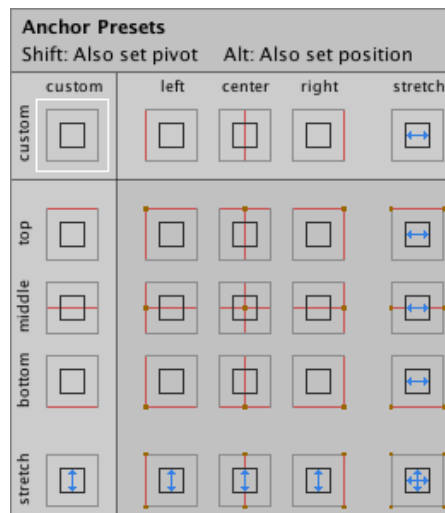 Anchor Presets
Shift: Also set pivot Alt: Also set position
custom left center right stretch
custom
top
middle
bottom
stretch